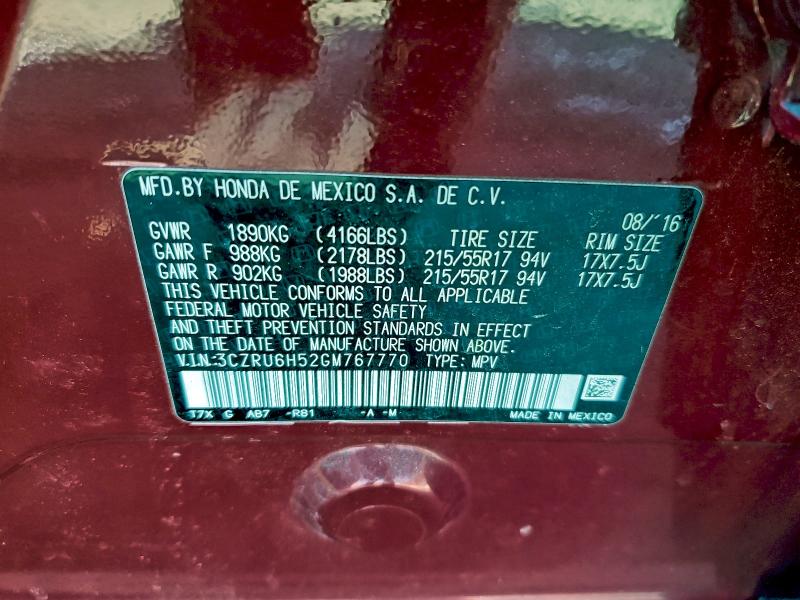 MFD.BY HONDA DE MEXICO S.A. DE C.V.
08/'16
GVWR 1890KG (4166LBS) TIRE SIZE RIM SIZE
GAWR F 988KG (2178LBS) 215/55R17 94V 17X7.5J
GAWR R 902KG (1988LBS) 215/55R17 94V 17X7.5J
THIS VEHICLE CONFORMS TO ALL APPLICABLE
FEDERAL MOTOR VEHICLE SAFETY
AND THEFT PREVENTION STANDARDS IN EFFECT
ON DATE OF MANUFACTURE SHOWN ABOVE.
V.I.N:3CZRU6H52GM767770 TYPE: MPV
T7X G AB7 -R81 -A -M MADE IN MEXICO